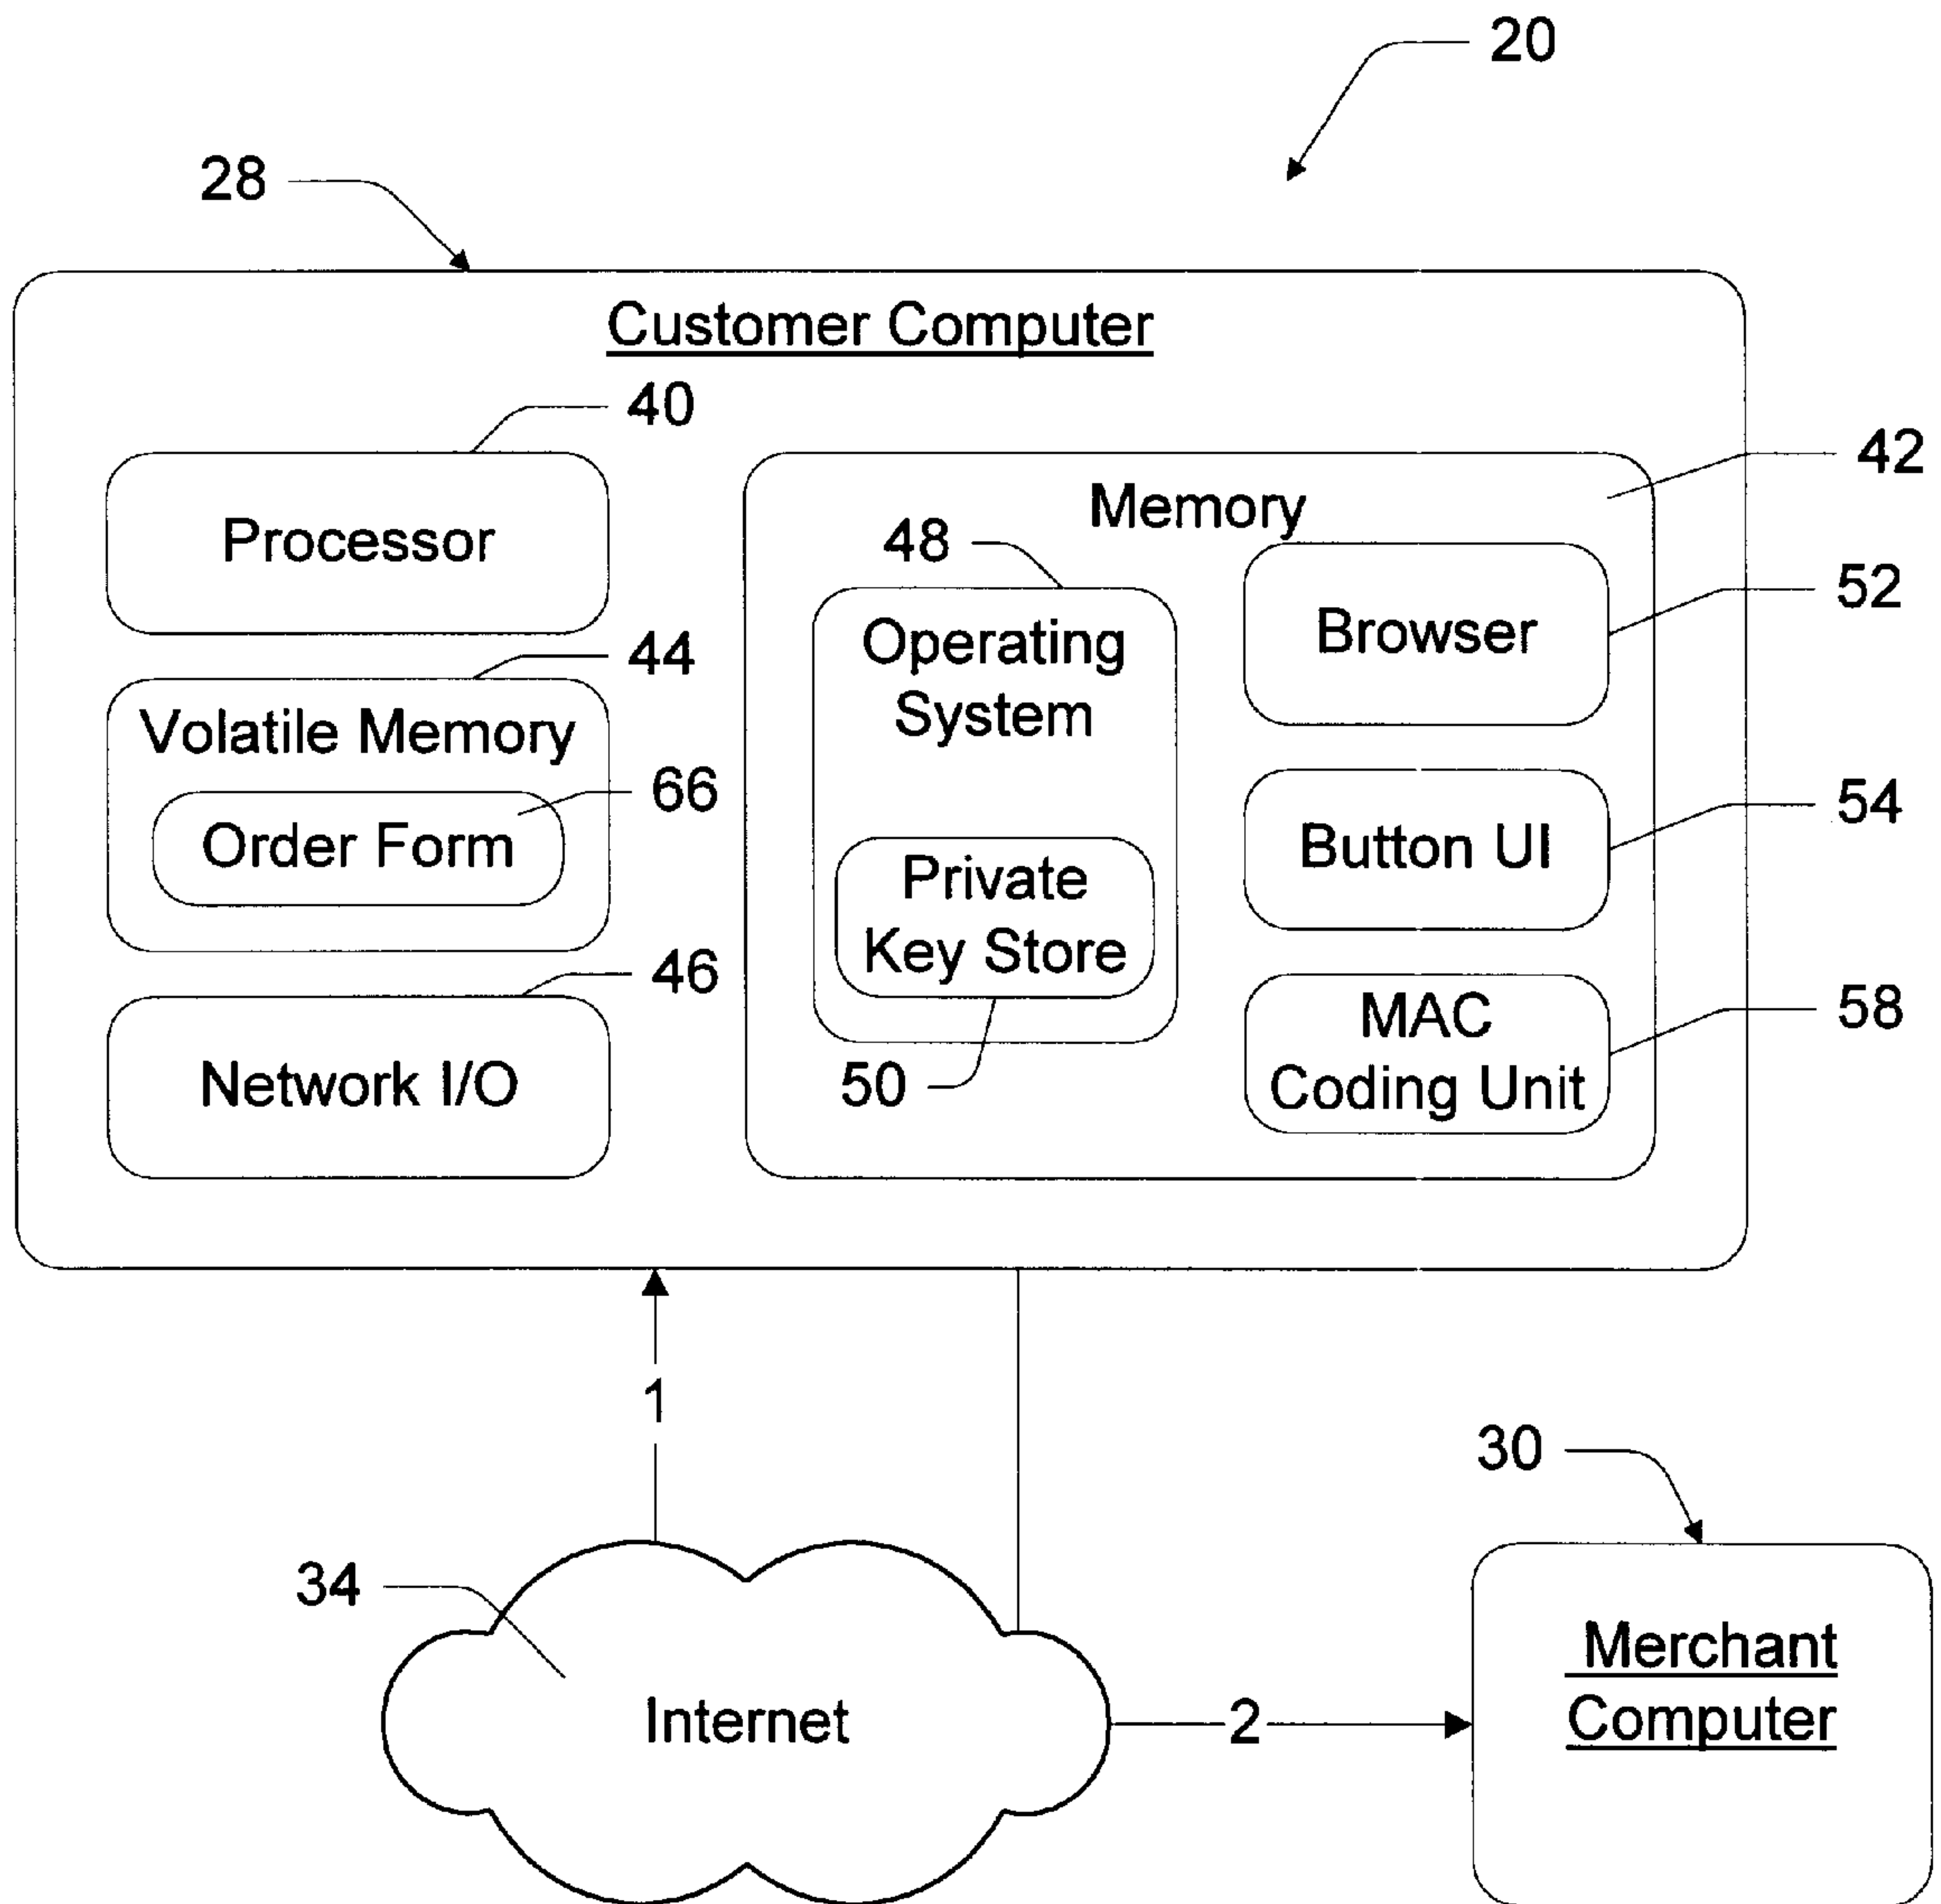 20
28
Customer Computer
40
Processor
42
Memory
48
Operating
System
Browser
52
44
Volatile Memory
66
Order Form
Button UI
54
Private
Key Store
50
46
Network I/O
MAC
Coding Unit
58
1
30
34
Internet
2
Merchant
Computer